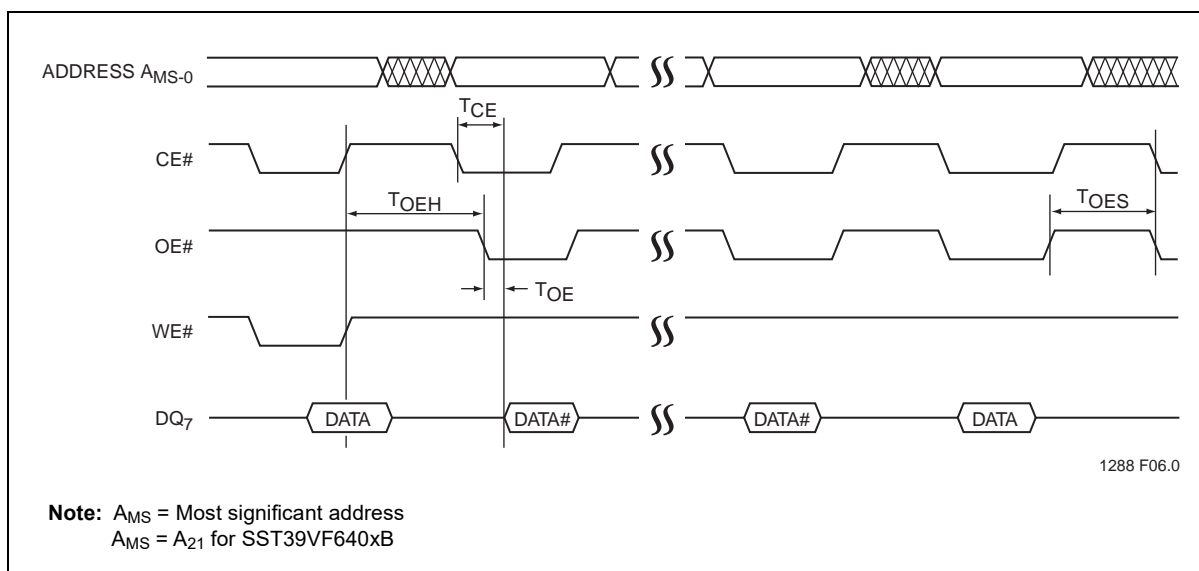 ADDRESS AMS-0
TCE
CE#
TOEH
TOES
OE#
TOE
WE#
DQ7
DATA
DATA#
DATA#
DATA
1288 F06.0
Note: AMS = Most significant address
AMS = A21 for SST39VF640xB